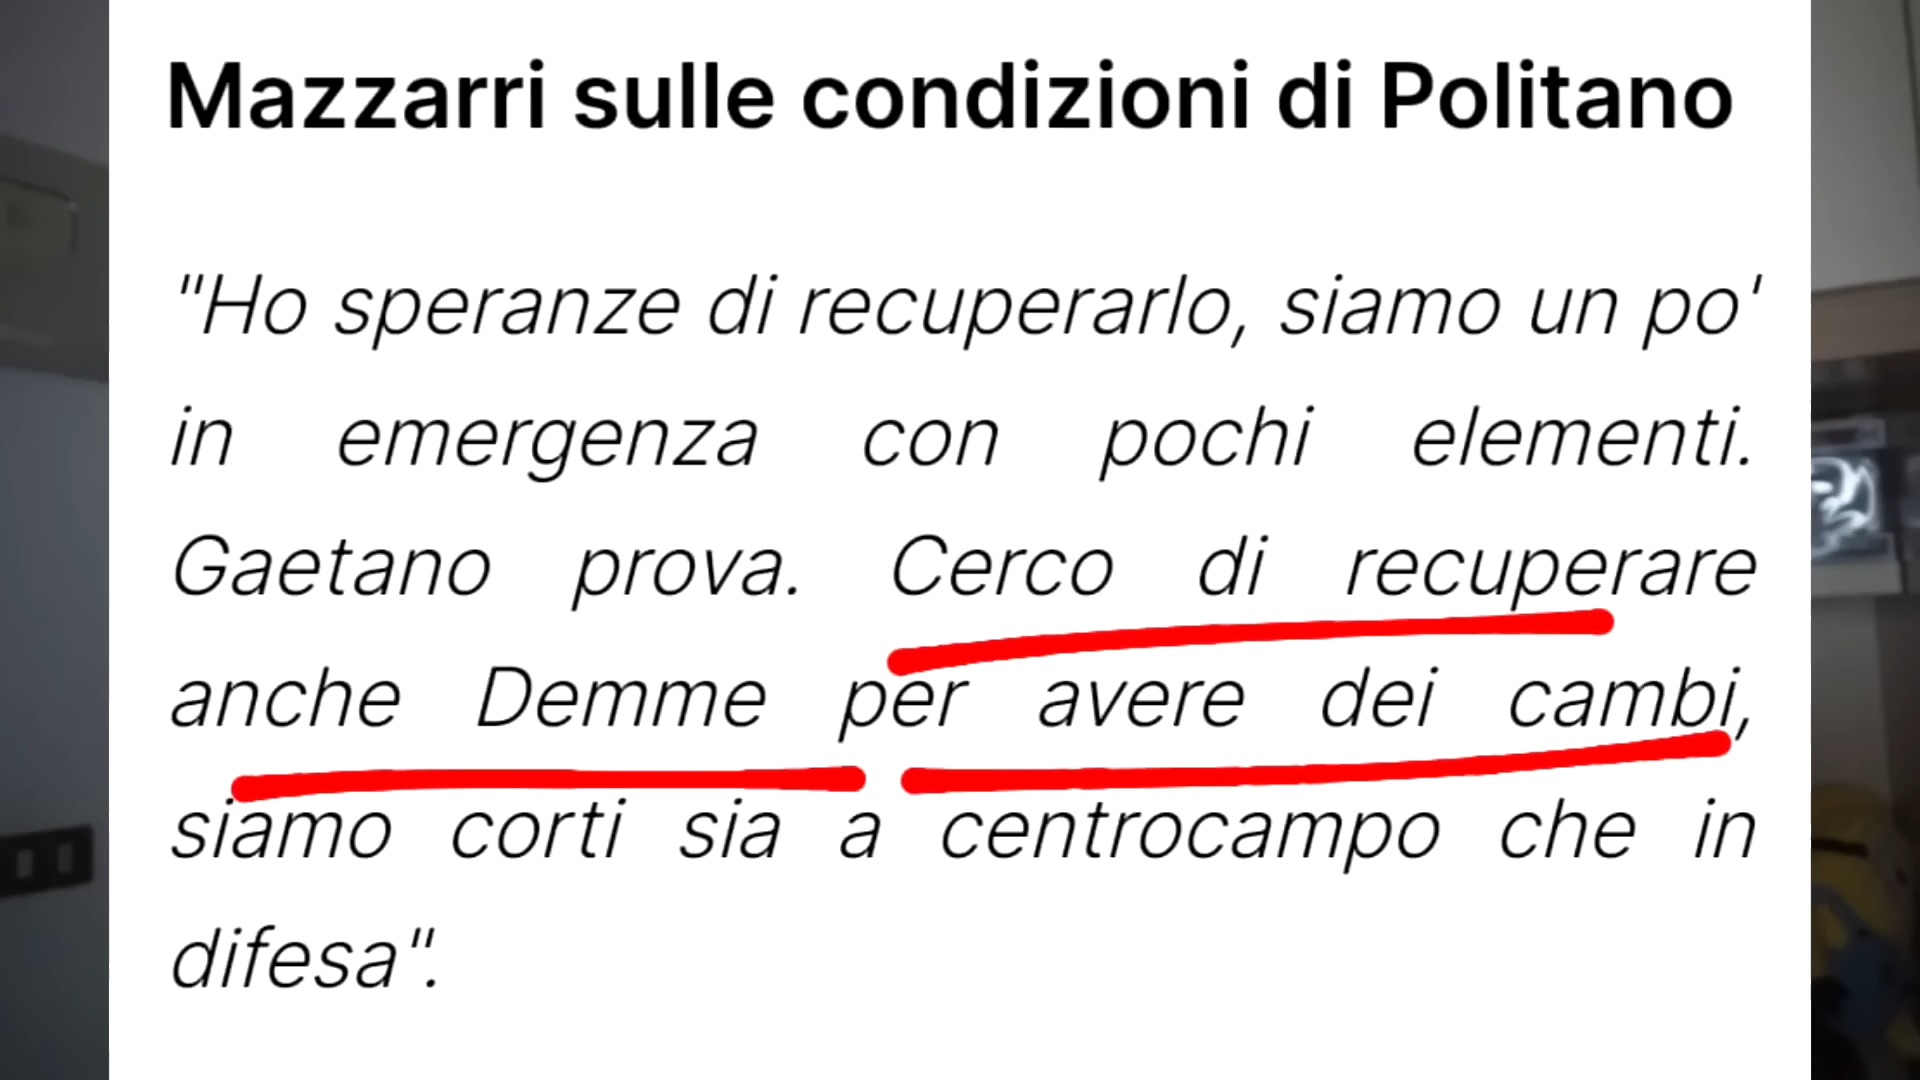 Mazzarri sulle condizioni di Politano
"Ho speranze di recuperarlo, siamo un po'
in emergenza con pochi elementi.
Gaetano prova. Cerco di recuperare
anche Demme per avere dei cambi,
siamo corti sia a centrocampo che in
difesa".